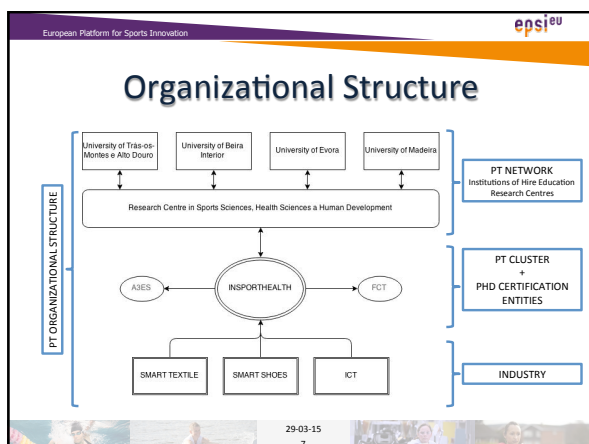 European Platform for Sports Innovation
epsi eu
Organizational Structure
PT ORGANIZATIONAL STRUCTURE
University of Trás-os-
Montes e Alto Douro
University of Beira
Interior
University of Evora
University of Madeira
PT NETWORK
Institutions of Hire Education
Research Centres
Research Centre in Sports Sciences, Health Sciences a Human Development
A3ES
INSPORTHEALTH
FCT
PT CLUSTER
+
PHD CERTIFICATION
ENTITIES
SMART TEXTILE
SMART SHOES
ICT
INDUSTRY
29-03-15
7